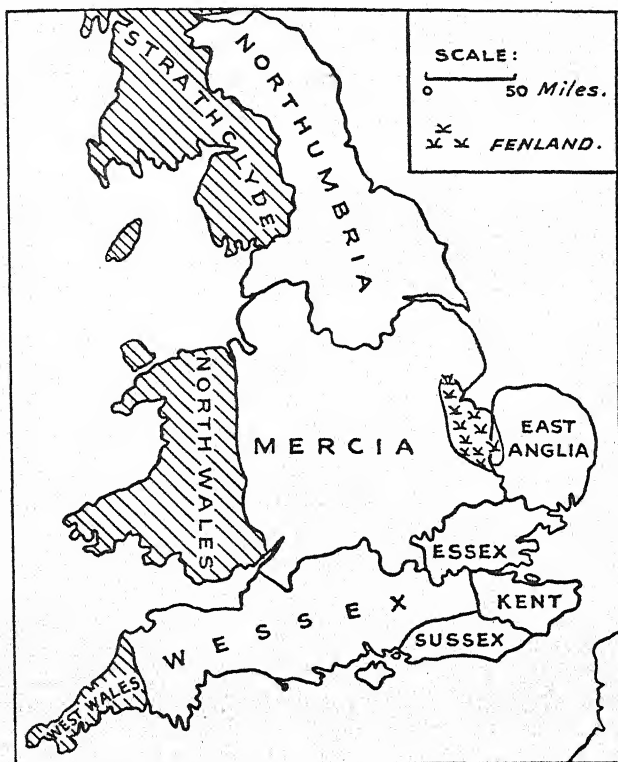 SCALE:
0 50 Miles.
FENLAND.
STRATHCLYDE
NORTHUMBRIA
NORTH WALES
MERCIA
EAST
ANGLIA
ESSEX
WESSEX
KENT
SUSSEX
WEST WALES